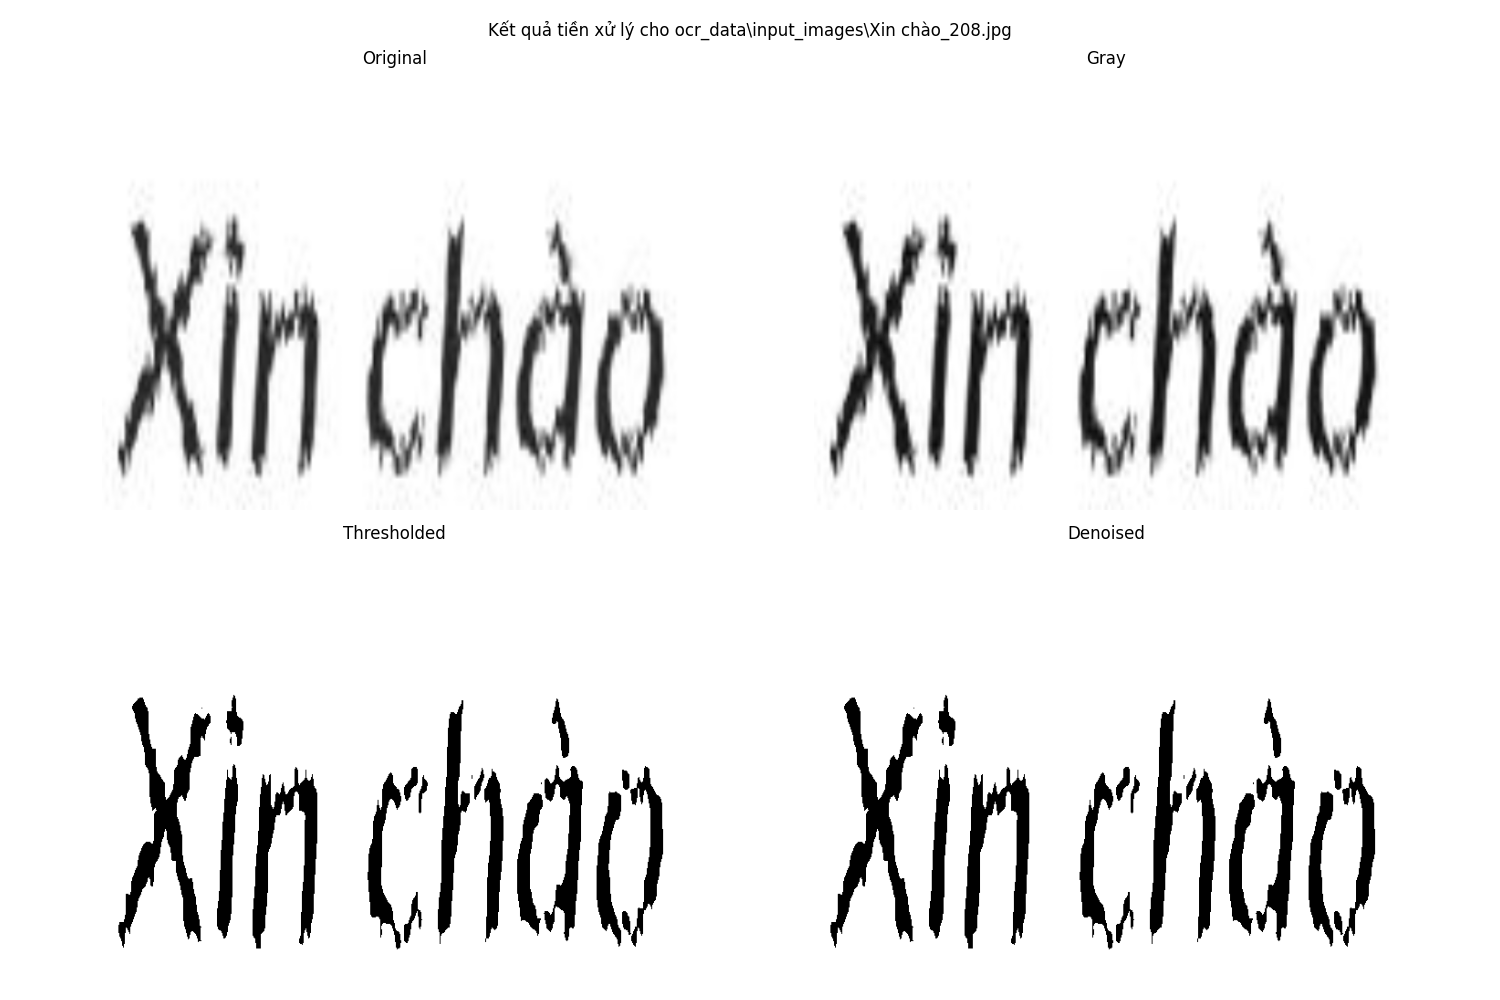 Kết quả tiền xử lý cho ocr_data\input_images\Xin chào_208.jpg
Original
Gray
Xin chào
Xin chào
Thresholded
Denoised
Xin chào
Xin chào